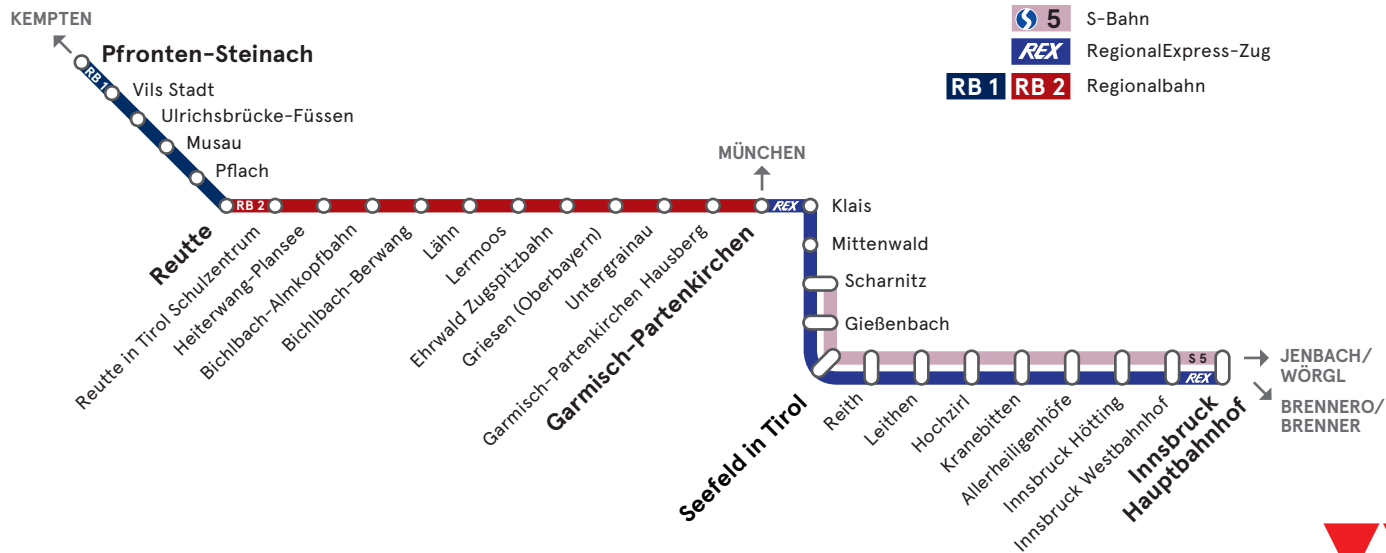 KEMPTEN
Pfronten-Steinach
RB 1
Vils Stadt
Ulrichsbrücke-Füssen
Musau
Pflach
5
S-Bahn
REX
RegionalExpress-Zug
RB 1
RB 2
Regionalbahn
MÜNCHEN
RB 2
REX
Reutte
Reutte in Tirol Schulzentrum
Heiterwang-Plansee
Bichlbach-Almkopfbahn
Bichlbach-Berwang
Lähn
Lermoos
Ehrwald Zugspitzbahn
Griesen (Oberbayern)
Untergrainau
Garmisch-Partenkirchen Hausberg
Garmisch-Partenkirchen
Klais
Mittenwald
Scharnitz
Gießenbach
S 5
REX
JENBACH/
WÖRGL
BRENNERO/
BRENNER
Seefeld in Tirol
Reith
Leithen
Hochzirl
Kranebitten
Allerheiligenhöfe
Innsbruck Hötting
Innsbruck Westbahnhof
Innsbruck
Hauptbahnhof